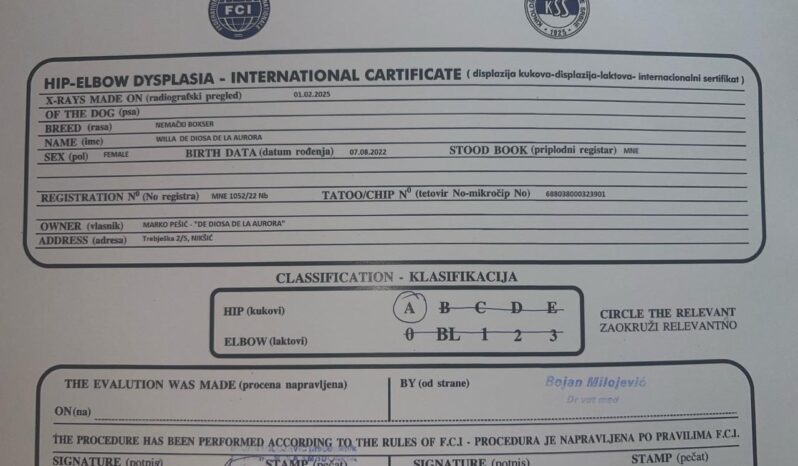 FCI
KSS
1925
HIP-ELBOW DYSPLASIA - INTERNATIONAL CARTIFICATE ( displazija kukova-displazija-laktova- internacionalni sertifikat )
X-RAYS MADE ON (radiografski pregled) 01.02.2025
OF THE DOG (psa)
BREED (rasa) NEMAČKI BOKSER
NAME (ime) WILLA DE DIOSA DE LA AURORA
SEX (pol) FEMALE BIRTH DATA (datum rođenja) 07.08.2022 STOOD BOOK (priplodni registar) MNE
REGISTRATION N⁰ (No registra) MNE 1052/22 Nb TATOO/CHIP N⁰ (tetovir No-mikročip No) 688038000323901
OWNER (vlasnik) MARKO PEŠIĆ - "DE DIOSA DE LA AURORA"
ADDRESS (adresa) Trebješka 2/5, NIKŠIĆ
CLASSIFICATION - KLASIFIKACIJA
HIP (kukovi) A B C D E
ELBOW (laktovi) 0 BL 1 2 3
CIRCLE THE RELEVANT
ZAOKRUŽI RELEVANTNO
THE EVALUTION WAS MADE (procena napravljena) BY (od strane) Bojan Milojević
Dr vet med
ON (na)
THE PROCEDURE HAS BEEN PERFORMED ACCORDING TO THE RULES OF F.C.I - PROCEDURA JE NAPRAVLJENA PO PRAVILIMA F.C.I.
SIGNATURE (potpis) STAMP (pečat) SIGNATURE (potpis) STAMP (pečat)